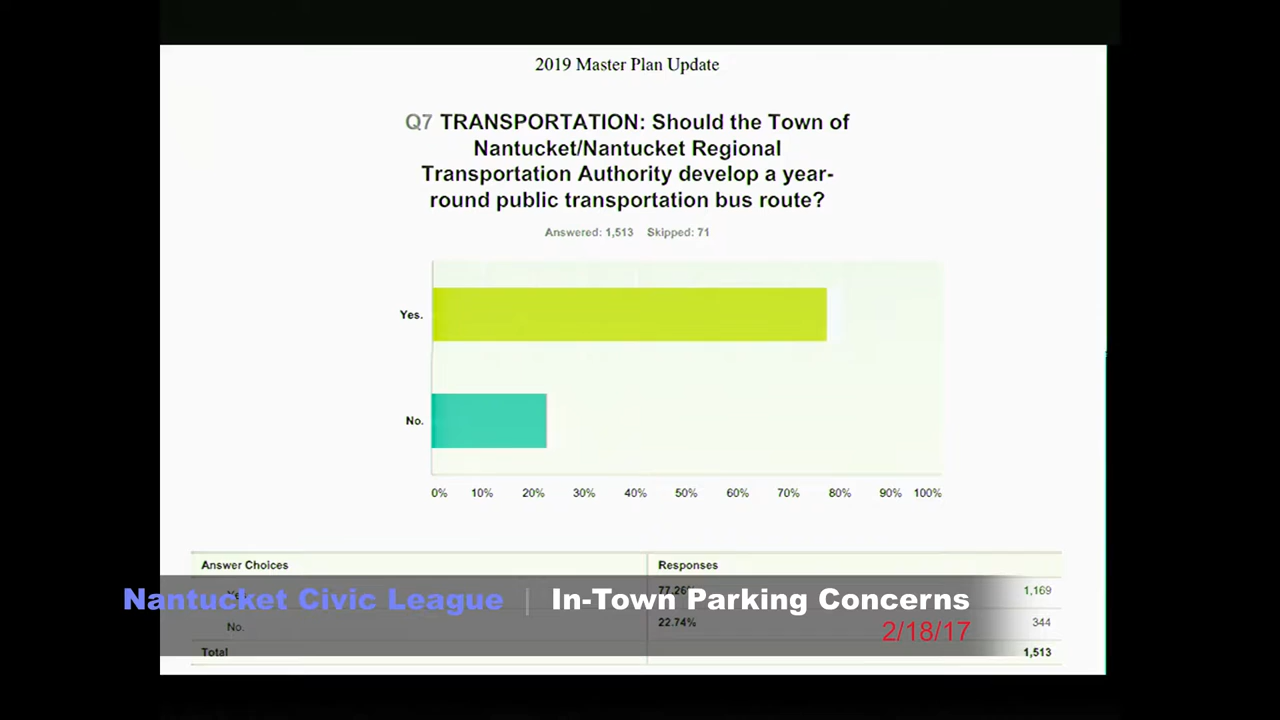 2019 Master Plan Update
Q7 TRANSPORTATION: Should the Town of
Nantucket/Nantucket Regional
Transportation Authority develop a year-
round public transportation bus route?
Answered: 1,513 Skipped: 71
Yes.
No.
0% 10% 20% 30% 40% 50% 60% 70% 80% 90% 100%
Answer Choices Responses
77.26% 1,169
Nantucket Civic League | In-Town Parking Concerns
No. 22.74% 344
2/18/17
Total 1,513